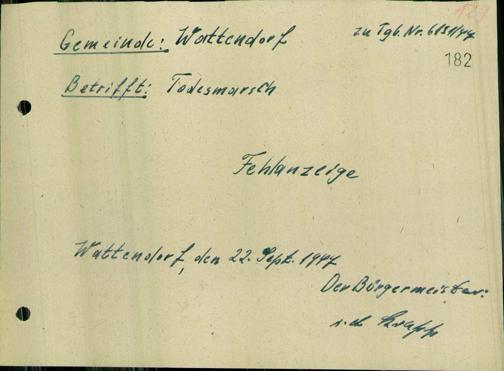 Gemeinde: Wattendorf
zu Tgb. Nr. 6151/47
182
Betrifft: Todesmarsch
Fehlanzeige
Wattendorf, den 22. Sept. 1947
Der Bürgermeister: